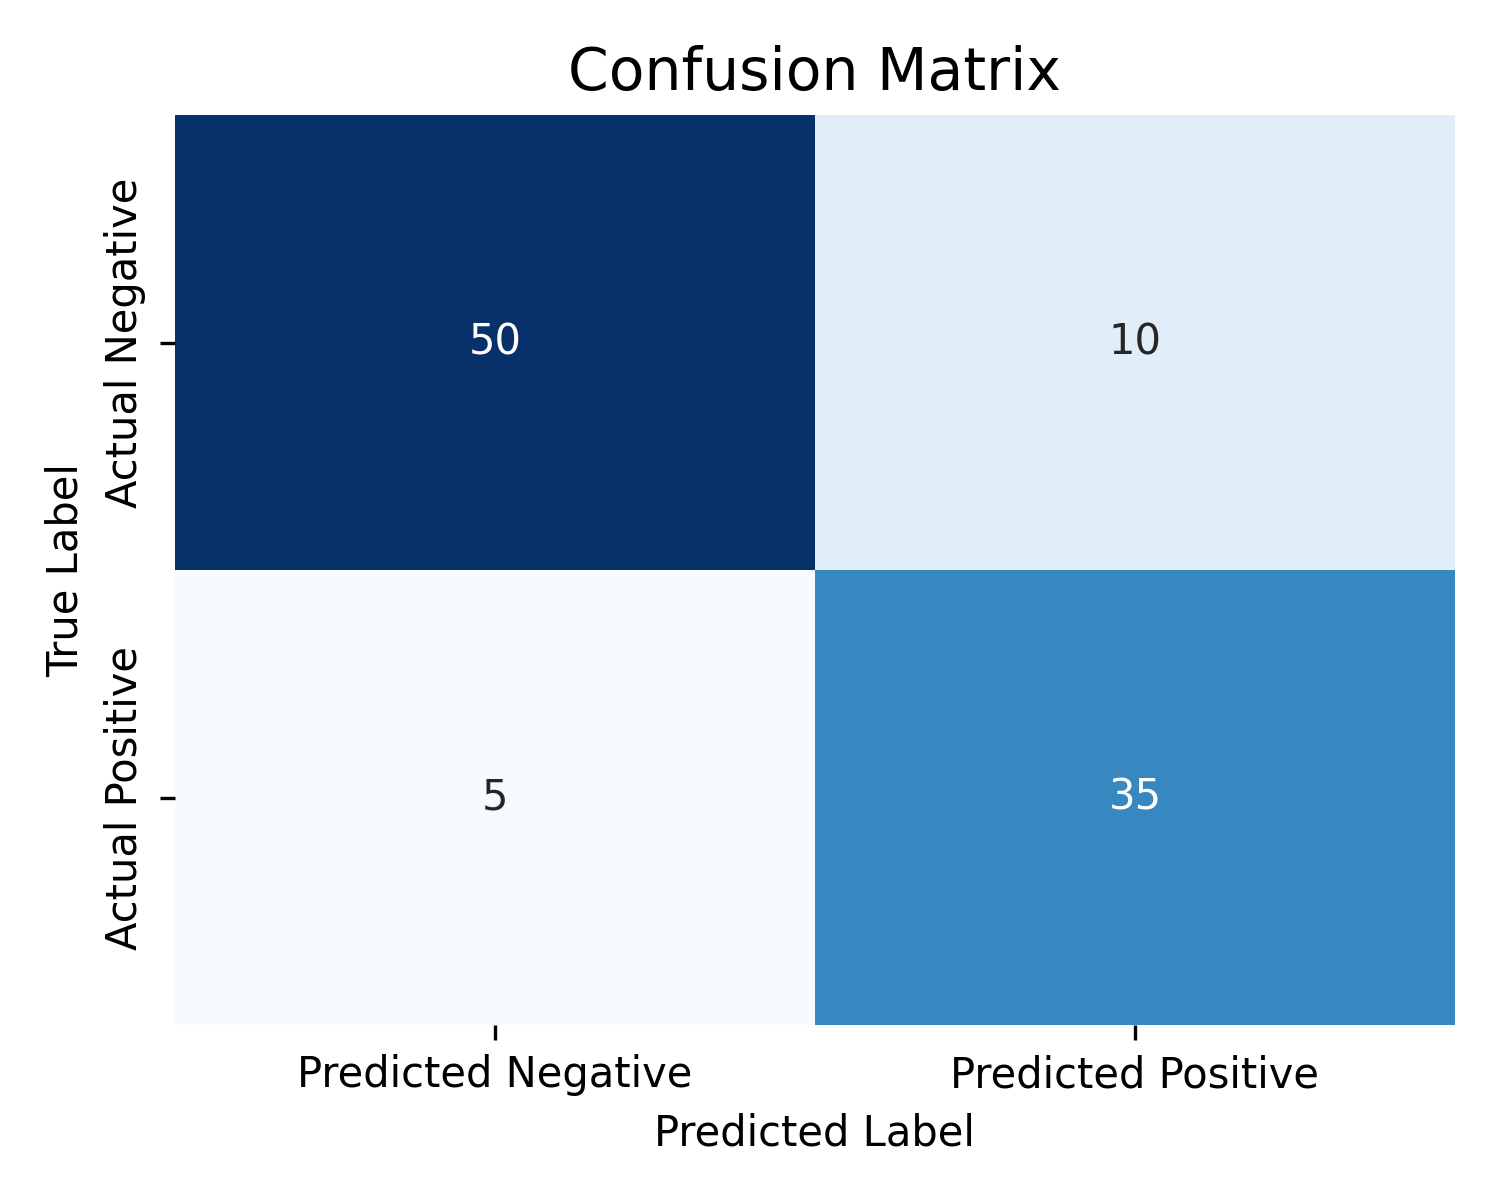 Confusion Matrix
True Label
Actual Negative
50
10
Actual Positive
5
35
Predicted Negative
Predicted Positive
Predicted Label